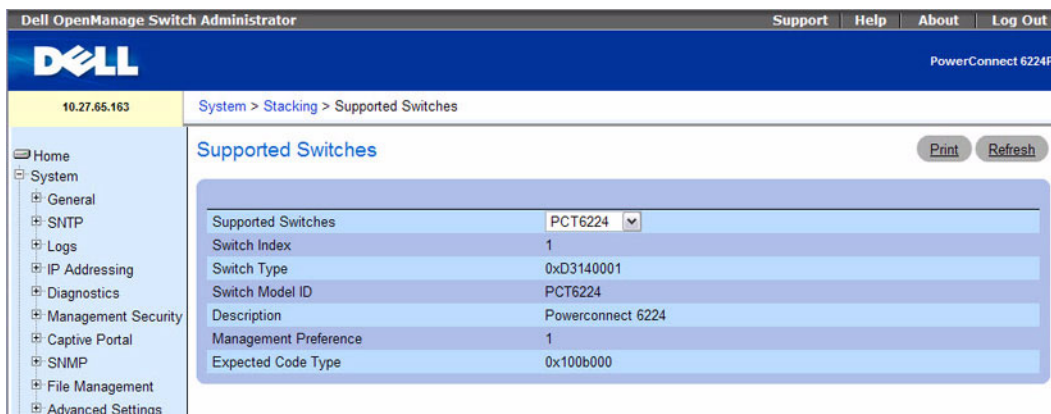 Dell OpenManage Switch Administrator
Support | Help | About | Log Out
DELL
PowerConnect 6224P
10.27.65.163
System > Stacking > Supported Switches
Home
System
General
SNTP
Logs
IP Addressing
Diagnostics
Management Security
Captive Portal
SNMP
File Management
Advanced Settings
Supported Switches
Print
Refresh
Supported Switches PCT6224
Switch Index 1
Switch Type 0xD3140001
Switch Model ID PCT6224
Description Powerconnect 6224
Management Preference 1
Expected Code Type 0x100b000